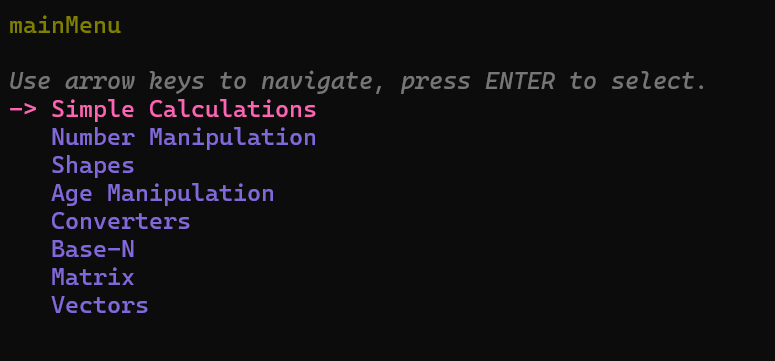 mainMenu
Use arrow keys to navigate, press ENTER to select.
-> Simple Calculations
Number Manipulation
Shapes
Age Manipulation
Converters
Base-N
Matrix
Vectors